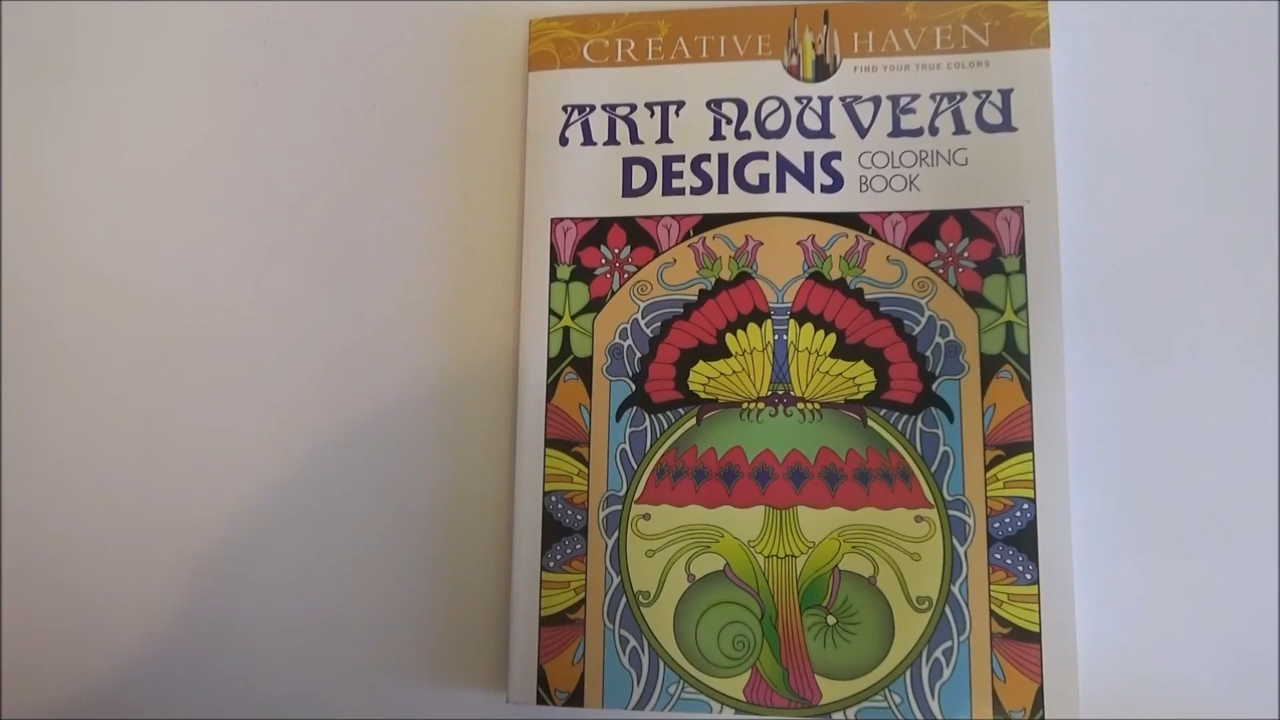 CREATIVE HAVEN®
FIND YOUR TRUE COLORS
ART NOUVEAU
DESIGNS COLORING
BOOK